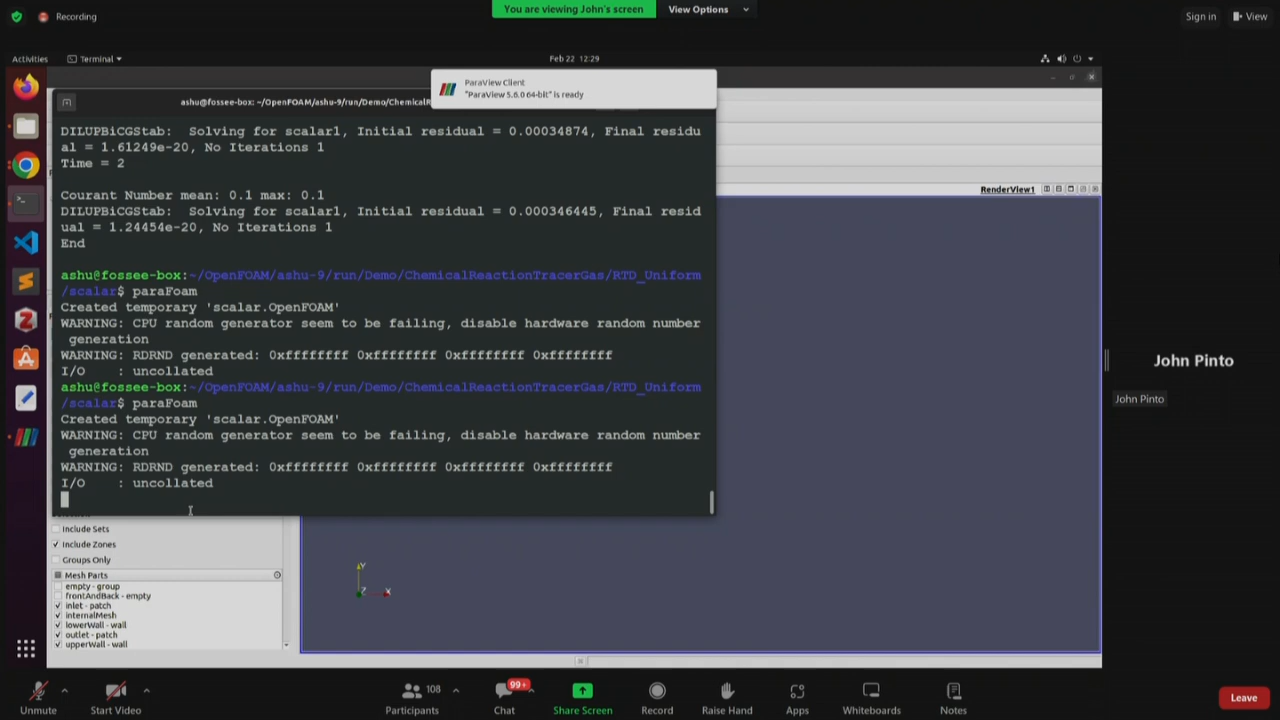 Recording
You are viewing John's screen
View Options
Sign in
View
Activities
Terminal
Feb 22 12:29
ParaView Client
"ParaView 5.6.0 64-bit" is ready
ashu@fossee-box: ~/OpenFOAM/ashu-9/run/Demo/ChemicalR
RenderView1
DILUPBiCGStab:  Solving for scalar1, Initial residual = 0.00034874, Final residu
al = 1.61249e-20, No Iterations 1
Time = 2
Courant Number mean: 0.1 max: 0.1
DILUPBiCGStab:  Solving for scalar1, Initial residual = 0.000346445, Final resid
ual = 1.24454e-20, No Iterations 1
End
ashu@fossee-box:~/OpenFOAM/ashu-9/run/Demo/ChemicalReactionTracerGas/RTD_Uniform
/scalar$ paraFoam
Created temporary 'scalar.OpenFOAM'
WARNING: CPU random generator seem to be failing, disable hardware random number
generation
WARNING: RDRND generated: 0xffffffff 0xffffffff 0xffffffff 0xffffffff
I/O    : uncollated
ashu@fossee-box:~/OpenFOAM/ashu-9/run/Demo/ChemicalReactionTracerGas/RTD_Uniform
/scalar$ paraFoam
Created temporary 'scalar.OpenFOAM'
WARNING: CPU random generator seem to be failing, disable hardware random number
generation
WARNING: RDRND generated: 0xffffffff 0xffffffff 0xffffffff 0xffffffff
I/O    : uncollated
Include Sets
Include Zones
Groups Only
Mesh Parts
empty - group
frontAndBack - empty
inlet - patch
internalMesh
lowerWall - wall
outlet - patch
upperWall - wall
Y
Z
X
John Pinto
John Pinto
Unmute
Start Video
108
Participants
99+
Chat
Share Screen
Record
Raise Hand
Apps
Whiteboards
Notes
Leave